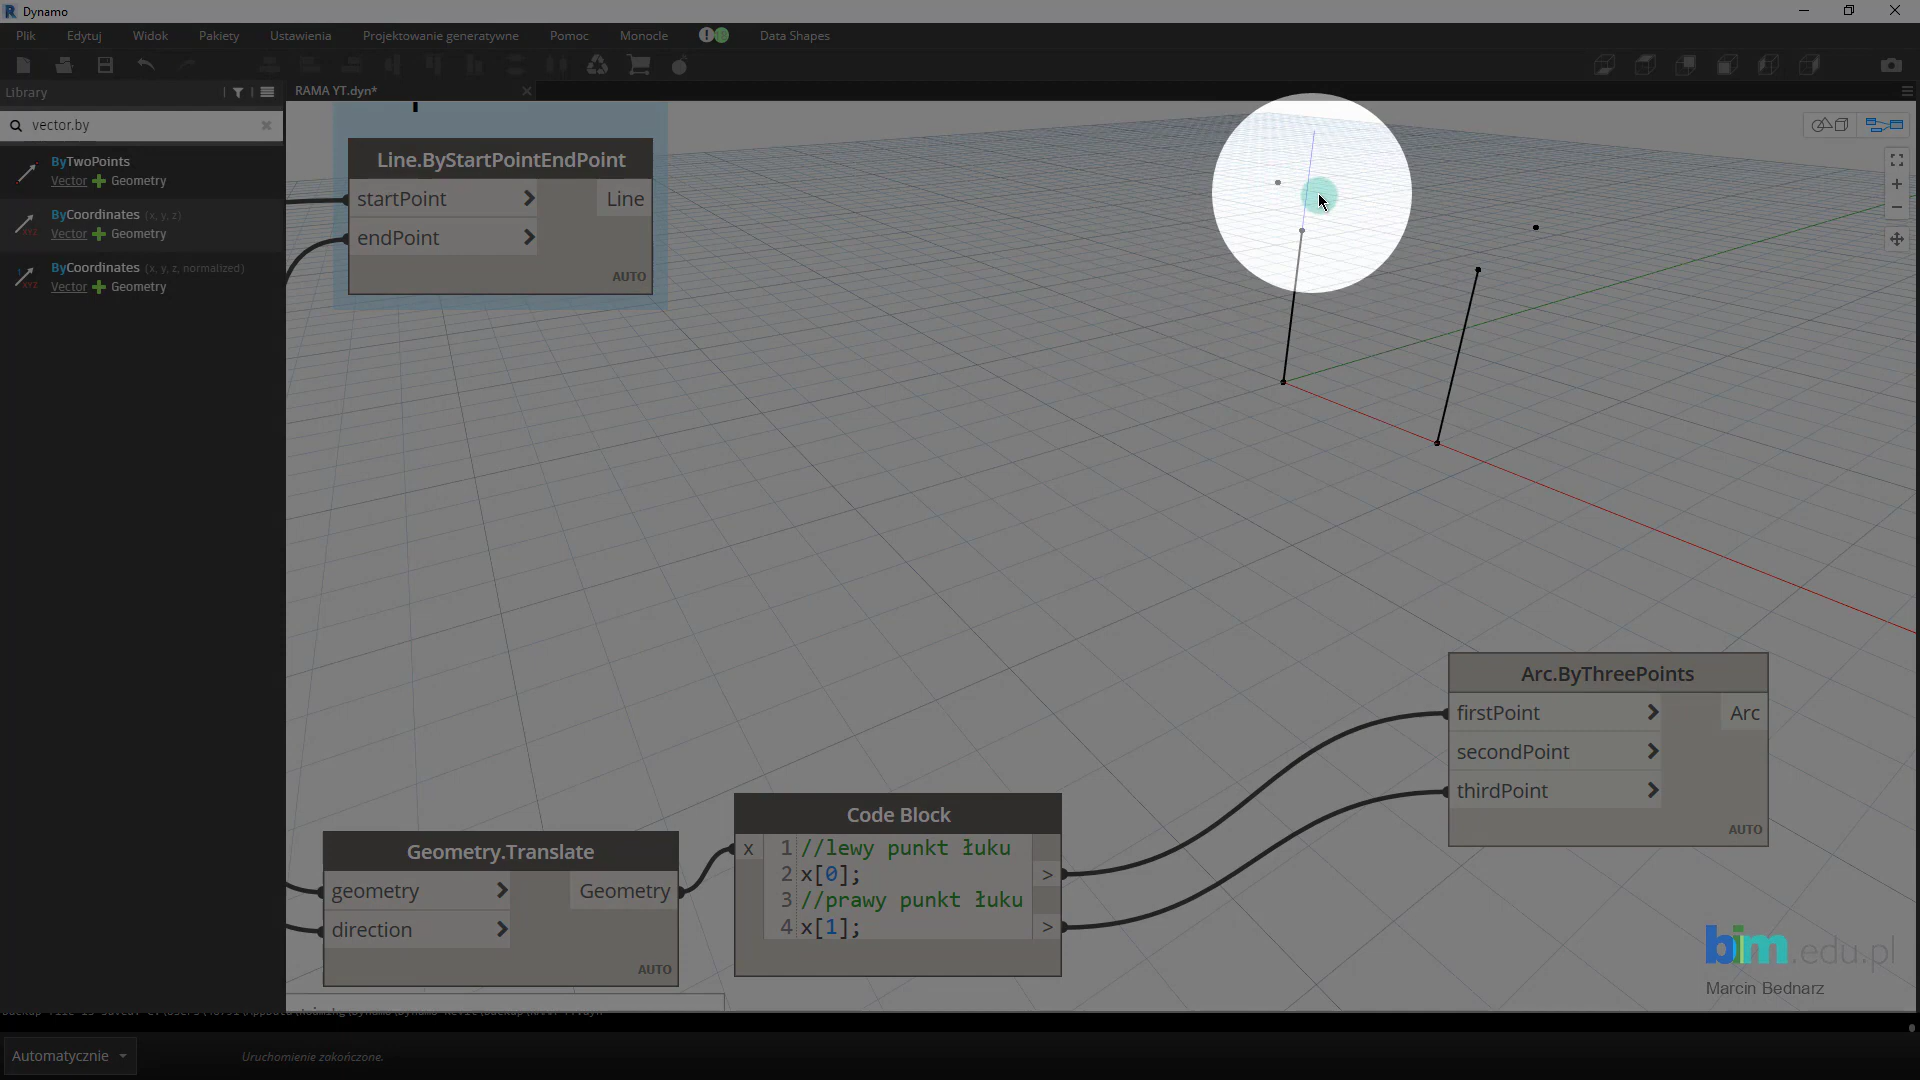 Dynamo
Plik Edytuj Widok Pakiety Ustawienia Projektowanie generatywne Pomoc Monocle Data Shapes
Library
RAMA YT.dyn*
vector.by
ByTwoPoints
Vector Geometry
ByCoordinates (x, y, z)
Vector Geometry
ByCoordinates (x, y, z, normalized)
Vector Geometry
Line.ByStartPointEndPoint
startPoint > Line
endPoint >
AUTO
Arc.ByThreePoints
firstPoint > Arc
secondPoint >
thirdPoint >
AUTO
Geometry.Translate
geometry > Geometry
direction >
AUTO
Code Block
x 1 //lewy punkt łuku
2 x[0]; >
3 //prawy punkt łuku
4 x[1]; >
bim.edu.pl
Marcin Bednarz
Automatycznie
Uruchomienie zakończone.